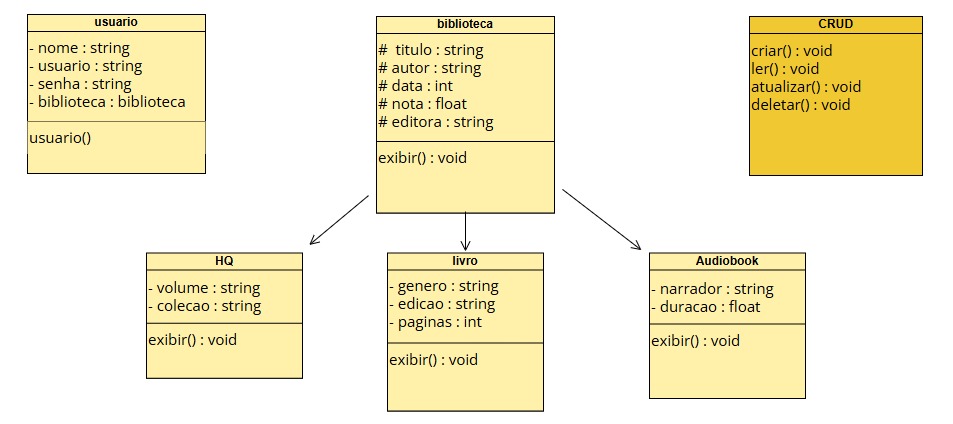 usuario
- nome : string
- usuario : string
- senha : string
- biblioteca : biblioteca
usuario()
biblioteca
# titulo : string
# autor : string
# data : int
# nota : float
# editora : string
exibir() : void
CRUD
criar() : void
ler() : void
atualizar() : void
deletar() : void
HQ
- volume : string
- colecao : string
exibir() : void
livro
- genero : string
- edicao : string
- paginas : int
exibir() : void
Audiobook
- narrador : string
- duracao : float
exibir() : void